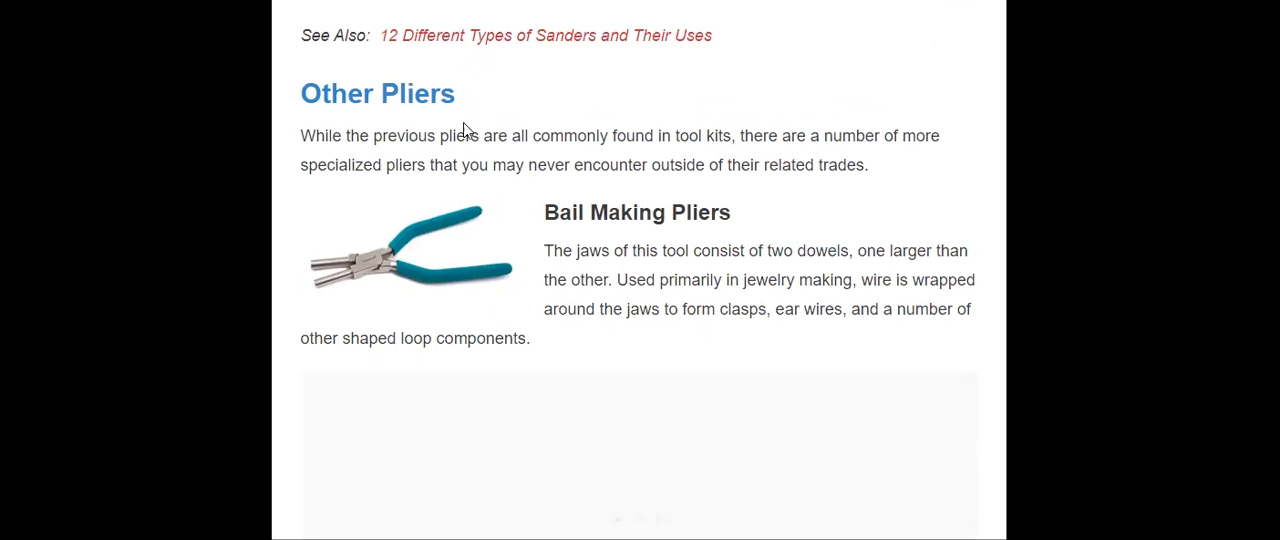 See Also: 12 Different Types of Sanders and Their Uses
Other Pliers
While the previous pliers are all commonly found in tool kits, there are a number of more
specialized pliers that you may never encounter outside of their related trades.
Bail Making Pliers
The jaws of this tool consist of two dowels, one larger than
the other. Used primarily in jewelry making, wire is wrapped
around the jaws to form clasps, ear wires, and a number of
other shaped loop components.